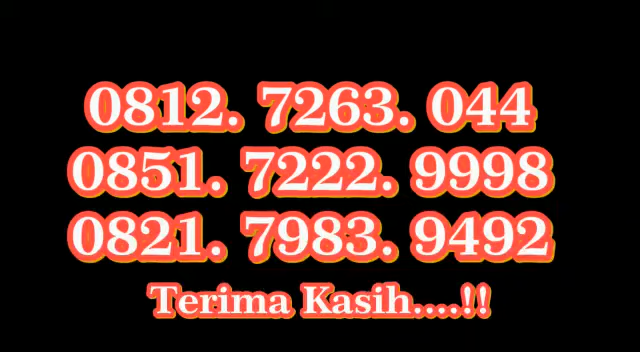 0812. 7263. 044
0851. 7222. 9998
0821. 7983. 9492
Terima Kasih....!!